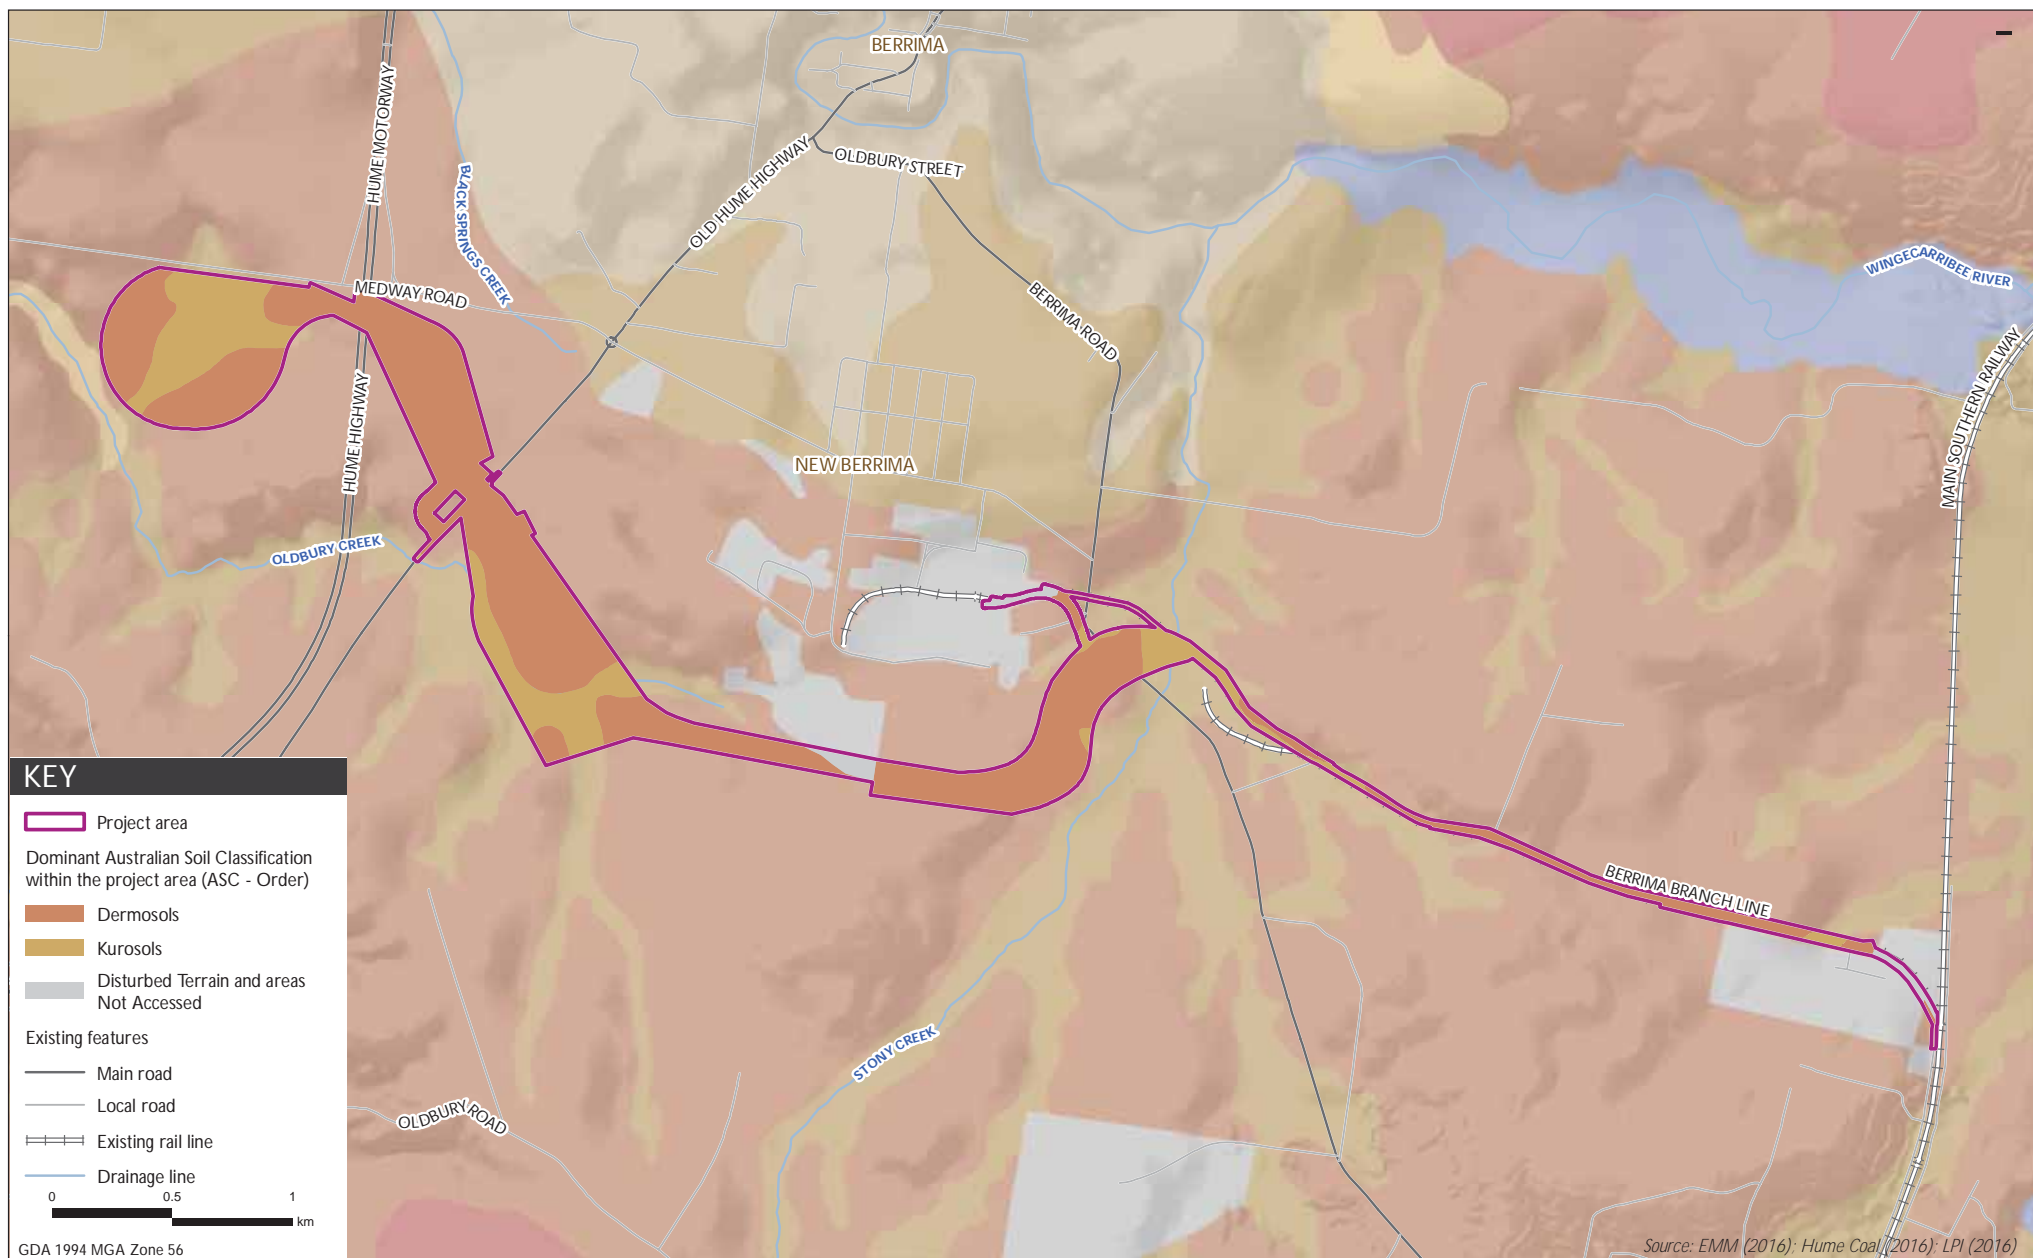 BERRIMA
HUME MOTORWAY
OLDBURY STREET
OLD HUME HIGHWAY
BLACK SPRINGS CREEK
WINGECARRIBEE RIVER
MEDWAY ROAD
BERRIMA ROAD
MAIN SOUTHERN RAILWAY
HUME HIGHWAY
NEW BERRIMA
OLDBURY CREEK
BERRIMA BRANCH LINE
STONY CREEK
OLDBURY ROAD
KEY
Project area
Dominant Australian Soil Classification
within the project area (ASC - Order)
Dermosols
Kurosols
Disturbed Terrain and areas
Not Accessed
Existing features
Main road
Local road
Existing rail line
Drainage line
0 0.5 1
km
GDA 1994 MGA Zone 56
Source: EMM (2016); Hume Coal (2016); LPI (2016)